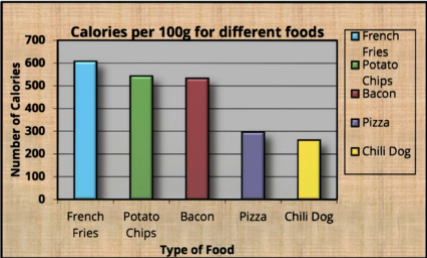 Calories per 100g for different foods
Number of Calories
700
600
500
400
300
200
100
0
French
Fries
Potato
Chips
Bacon
Pizza
Chili Dog
Type of Food
French
Fries
Potato
Chips
Bacon
Pizza
Chili Dog